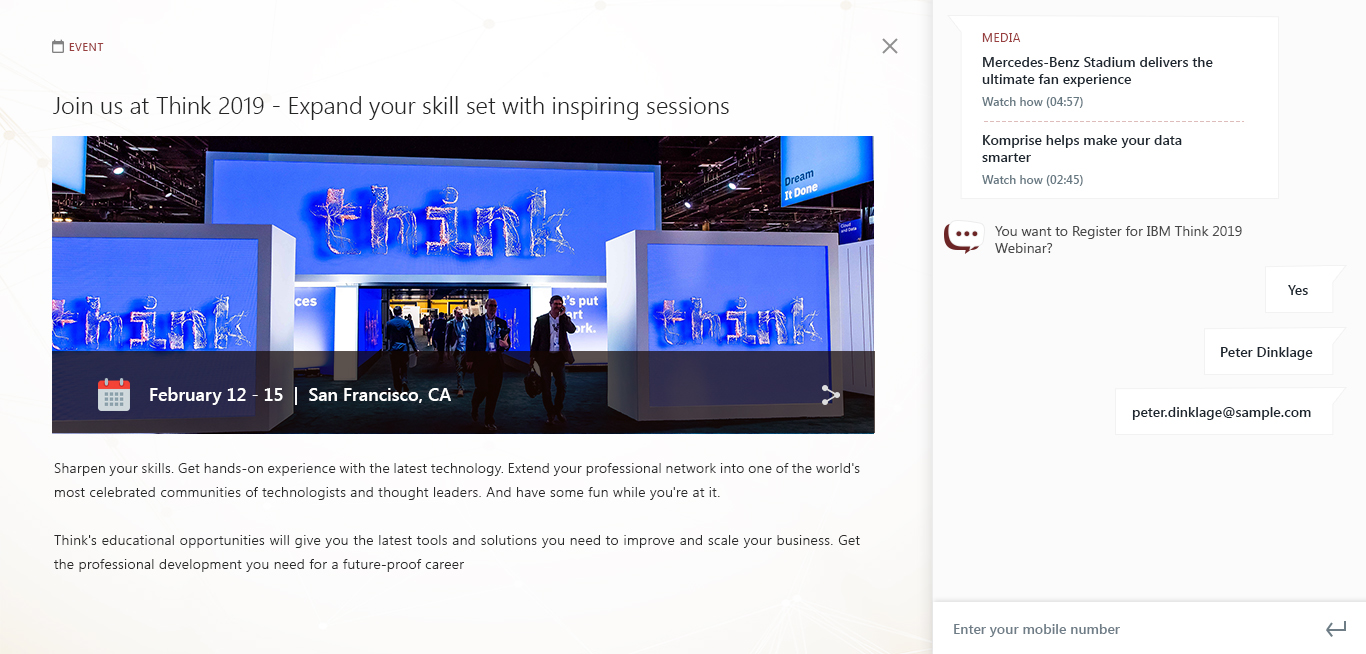 EVENT
Join us at Think 2019 - Expand your skill set with inspiring sessions
Dream
It Done
think
Cloud
and Data
think
think
ces
t's put
art
rk.
February 12 - 15 | San Francisco, CA
Sharpen your skills. Get hands-on experience with the latest technology. Extend your professional network into one of the world's
most celebrated communities of technologists and thought leaders. And have some fun while you're at it.
Think's educational opportunities will give you the latest tools and solutions you need to improve and scale your business. Get
the professional development you need for a future-proof career
MEDIA
Mercedes-Benz Stadium delivers the
ultimate fan experience
Watch how (04:57)
Komprise helps make your data
smarter
Watch how (02:45)
You want to Register for IBM Think 2019
Webinar?
Yes
Peter Dinklage
peter.dinklage@sample.com
Enter your mobile number